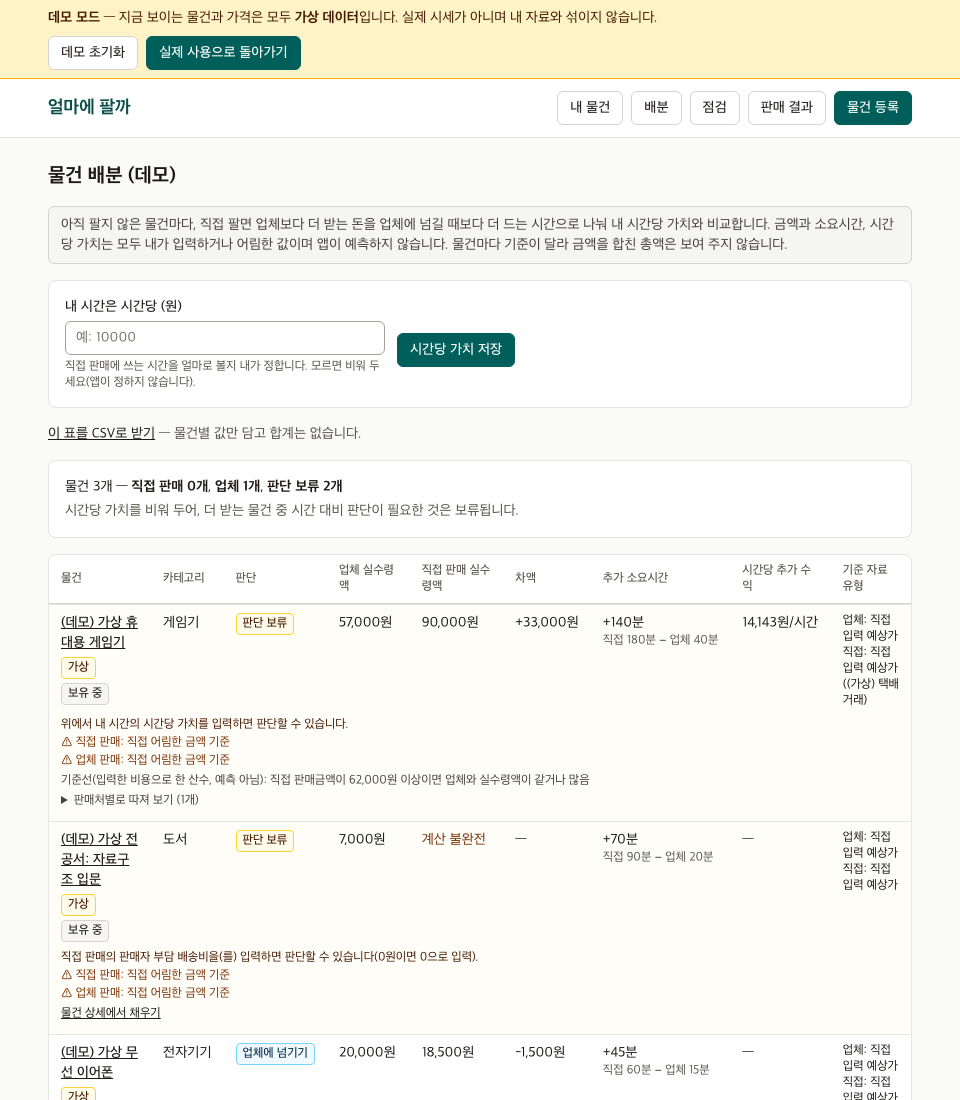 데모 모드 — 지금 보이는 물건과 가격은 모두 가상 데이터입니다. 실제 시세가 아니며 내 자료와 섞이지 않습니다.
데모 초기화
실제 사용으로 돌아가기
얼마에 팔까
내 물건
배분
점검
판매 결과
물건 등록
물건 배분 (데모)
아직 팔지 않은 물건마다, 직접 팔면 업체보다 더 받는 돈을 업체에 넘길 때보다 더 드는 시간으로 나눠 내 시간당 가치와 비교합니다. 금액과 소요시간, 시간
당 가치는 모두 내가 입력하거나 어림한 값이며 앱이 예측하지 않습니다. 물건마다 기준이 달라 금액을 합친 총액은 보여 주지 않습니다.
내 시간은 시간당 (원)
예: 10000
시간당 가치 저장
직접 판매에 쓰는 시간을 얼마로 볼지 내가 정합니다. 모르면 비워 두
세요(앱이 정하지 않습니다).
이 표를 CSV로 받기 — 물건별 값만 담고 합계는 없습니다.
물건 3개 — 직접 판매 0개, 업체 1개, 판단 보류 2개
시간당 가치를 비워 두어, 더 받는 물건 중 시간 대비 판단이 필요한 것은 보류됩니다.
물건
카테고리
판단
업체 실수령
액
직접 판매 실수
령액
차액
추가 소요시간
시간당 추가 수
익
기준 자료
유형
(데모) 가상 휴
대용 게임기
가상
보유 중
게임기
판단 보류
57,000원
90,000원
+33,000원
+140분
직접 180분 − 업체 40분
14,143원/시간
업체: 직접
입력 예상가
직접: 직접
입력 예상가
((가상) 택배
거래)
위에서 내 시간의 시간당 가치를 입력하면 판단할 수 있습니다.
⚠ 직접 판매: 직접 어림한 금액 기준
⚠ 업체 판매: 직접 어림한 금액 기준
기준선(입력한 비용으로 한 산수, 예측 아님): 직접 판매금액이 62,000원 이상이면 업체와 실수령액이 같거나 많음
▶ 판매처별로 따져 보기 (1개)
(데모) 가상 전
공서: 자료구
조 입문
가상
보유 중
도서
판단 보류
7,000원
계산 불완전
—
+70분
직접 90분 − 업체 20분
—
업체: 직접
입력 예상가
직접: 직접
입력 예상가
직접 판매의 판매자 부담 배송비을(를) 입력하면 판단할 수 있습니다(0원이면 0으로 입력).
⚠ 직접 판매: 직접 어림한 금액 기준
⚠ 업체 판매: 직접 어림한 금액 기준
물건 상세에서 채우기
(데모) 가상 무
선 이어폰
가상
전자기기
업체에 넘기기
20,000원
18,500원
-1,500원
+45분
직접 60분 − 업체 15분
—
업체: 직접
입력 예상가
직접: 직접
입력 예상가